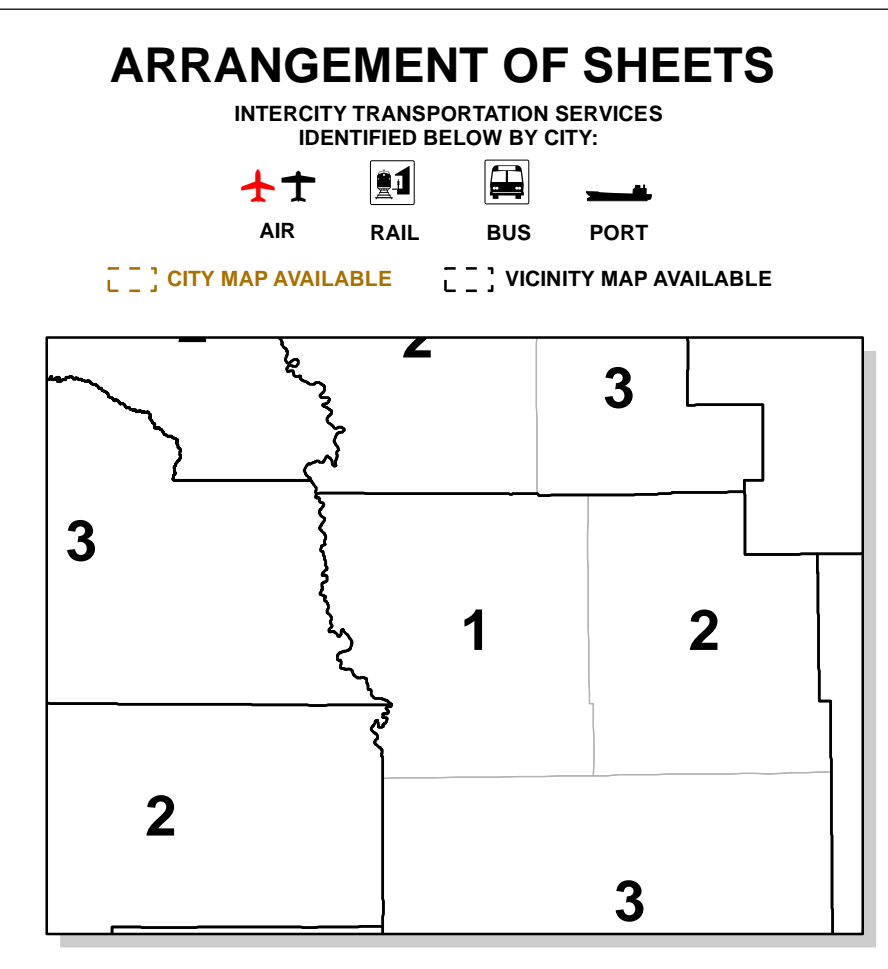 ARRANGEMENT OF SHEETS
INTERCITY TRANSPORTATION SERVICES
IDENTIFIED BELOW BY CITY:
AIR RAIL BUS PORT
CITY MAP AVAILABLE VICINITY MAP AVAILABLE
2
3
3
1 2
2
3